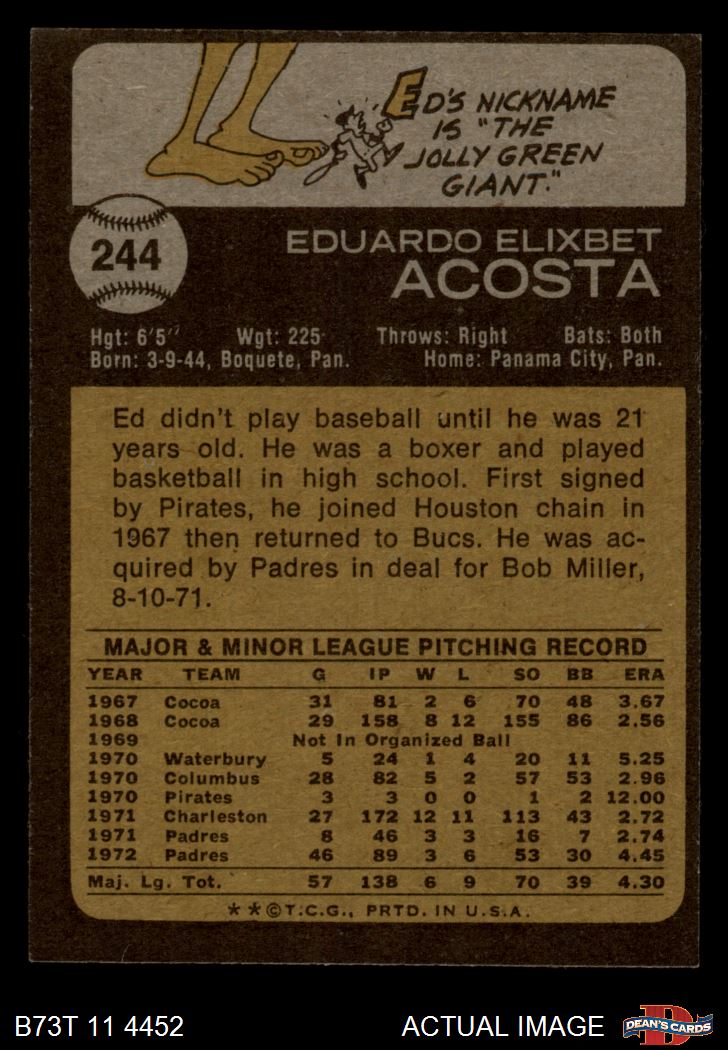 ED'S NICKNAME
IS "THE
JOLLY GREEN
GIANT."
244
EDUARDO ELIXBET
ACOSTA
Hgt: 6'5" Wgt: 225 Throws: Right Bats: Both
Born: 3-9-44, Boquete, Pan. Home: Panama City, Pan.
Ed didn't play baseball until he was 21
years old. He was a boxer and played
basketball in high school. First signed
by Pirates, he joined Houston chain in
1967 then returned to Bucs. He was ac-
quired by Padres in deal for Bob Miller,
8-10-71.
MAJOR & MINOR LEAGUE PITCHING RECORD
YEAR TEAM G IP W L SO BB ERA
1967 Cocoa 31 81 2 6 70 48 3.67
1968 Cocoa 29 158 8 12 155 86 2.56
1969 Not In Organized Ball
1970 Waterbury 5 24 1 4 20 11 5.25
1970 Columbus 28 82 5 2 57 53 2.96
1970 Pirates 3 3 0 0 1 2 12.00
1971 Charleston 27 172 12 11 113 43 2.72
1971 Padres 8 46 3 3 16 7 2.74
1972 Padres 46 89 3 6 53 30 4.45
Maj. Lg. Tot. 57 138 6 9 70 39 4.30
**©T.C.G., PRTD. IN U.S.A.
B73T 11 4452 ACTUAL IMAGE
D
DEAN'S CARDS